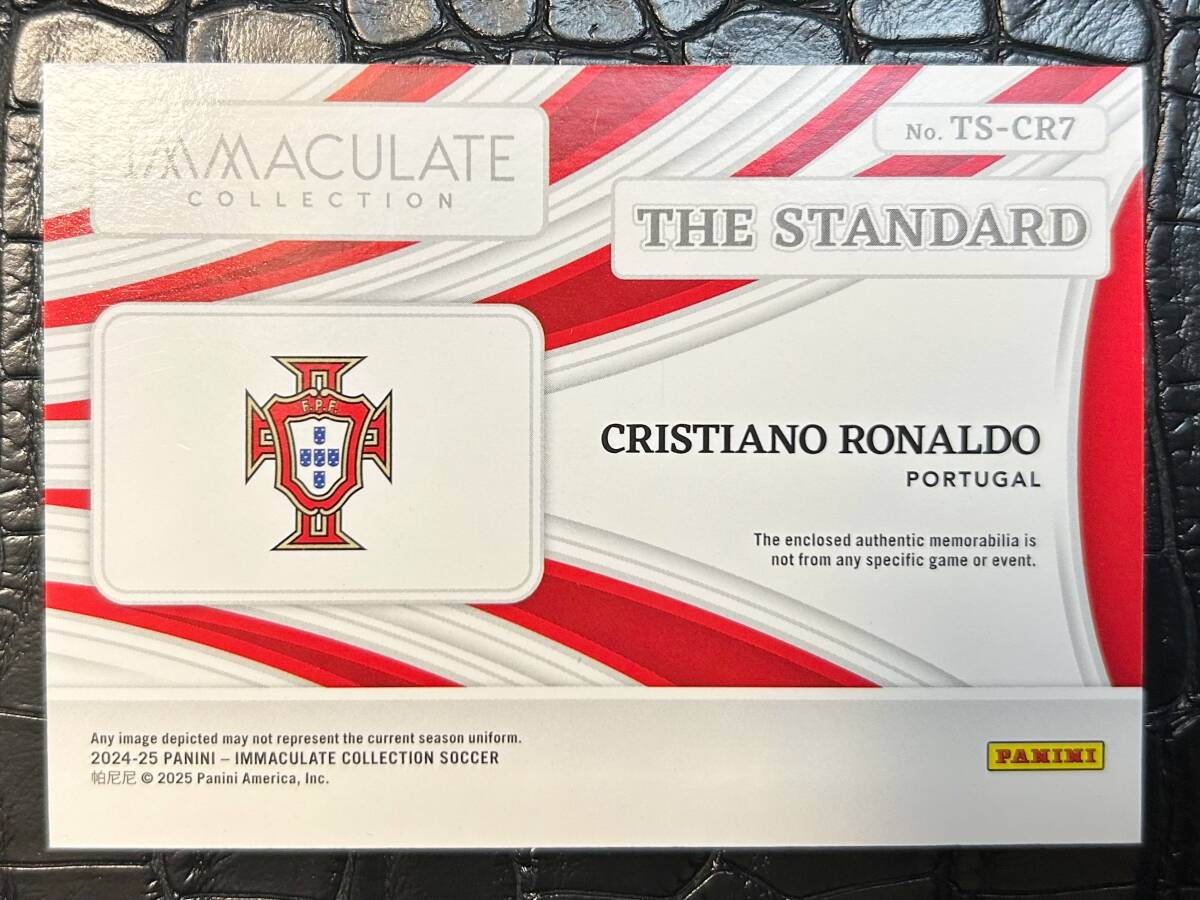 IMMACULATE
COLLECTION
No. TS-CR7
THE STANDARD
F.P.F.
CRISTIANO RONALDO
PORTUGAL
The enclosed authentic memorabilia is
not from any specific game or event.
Any image depicted may not represent the current season uniform.
2024-25 PANINI – IMMACULATE COLLECTION SOCCER
帕尼尼 © 2025 Panini America, Inc.
PANINI